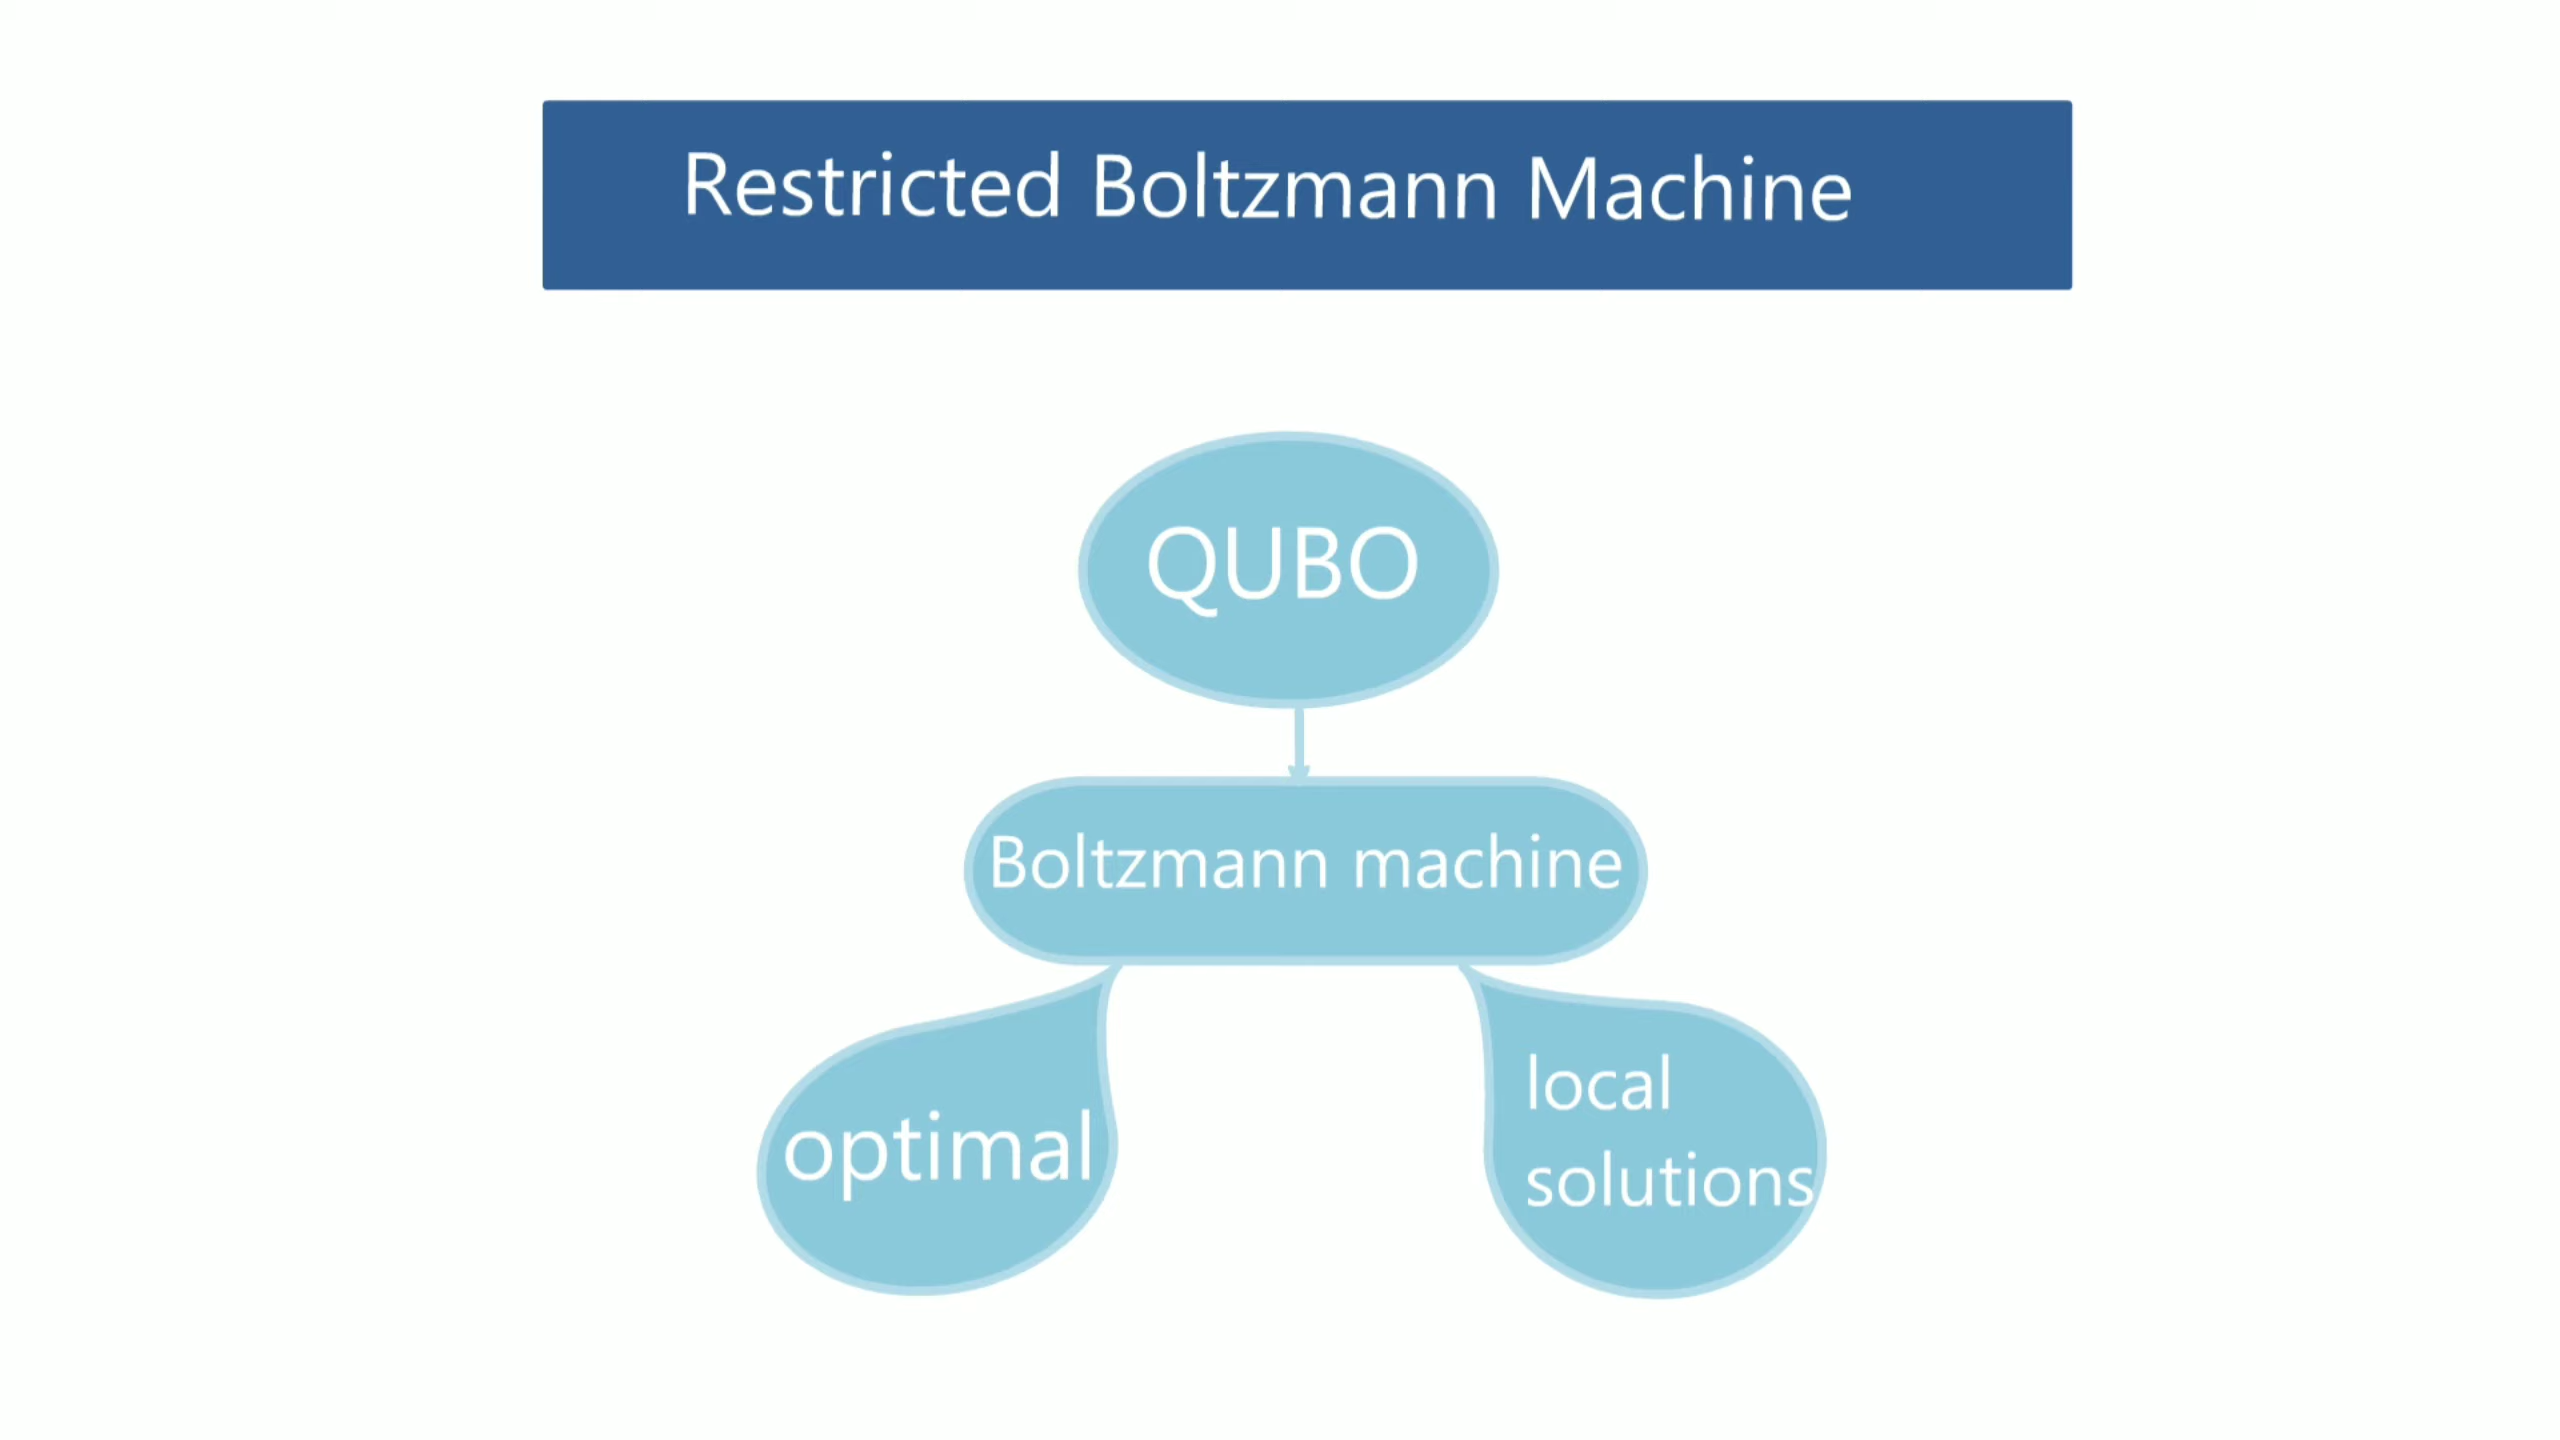 Restricted Boltzmann Machine
QUBO
Boltzmann machine
optimal
local
solutions